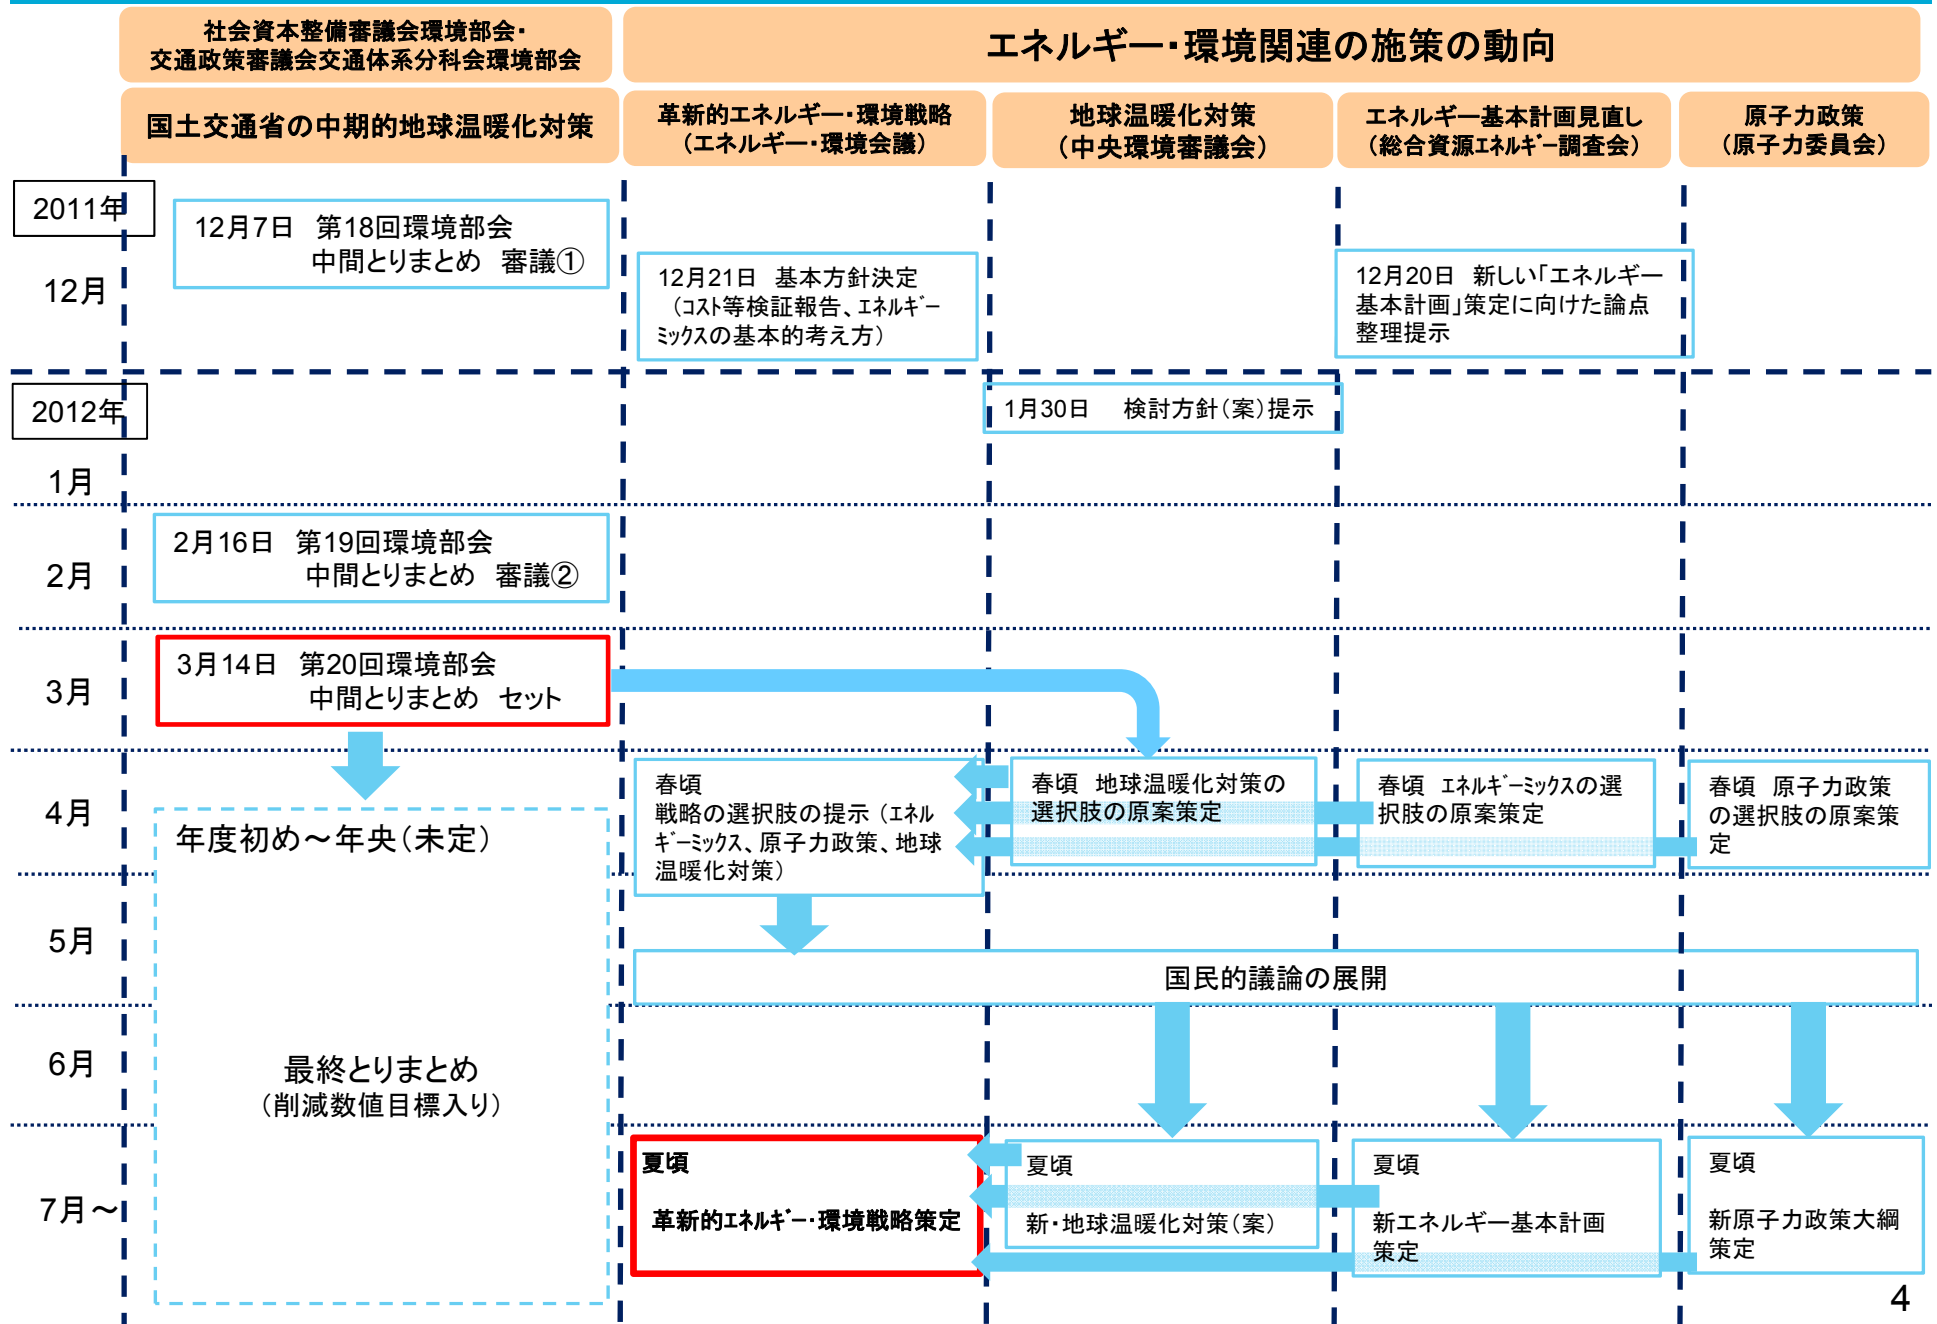 社会資本整備審議会環境部会・
交通政策審議会交通体系分科会環境部会
エネルギー・環境関連の施策の動向
国土交通省の中期的地球温暖化対策
革新的エネルギー・環境戦略
（エネルギー・環境会議）
地球温暖化対策
（中央環境審議会）
エネルギー基本計画見直し
（総合資源ｴﾈﾙｷﾞｰ調査会）
原子力政策
（原子力委員会）
2011年
12月
12月7日　第18回環境部会
中間とりまとめ　審議①
12月21日　基本方針決定
（ｺｽﾄ等検証報告、ｴﾈﾙｷﾞｰ
ﾐｯｸｽの基本的考え方）
12月20日　新しい「エネルギー
基本計画」策定に向けた論点
整理提示
2012年
1月
1月30日　検討方針（案）提示
2月
2月16日　第19回環境部会
中間とりまとめ　審議②
3月
3月14日　第20回環境部会
中間とりまとめ　セット
4月
年度初め～年央（未定）
春頃
戦略の選択肢の提示（ｴﾈﾙ
ｷﾞｰﾐｯｸｽ、原子力政策、地球
温暖化対策）
春頃　地球温暖化対策の
選択肢の原案策定
春頃　ｴﾈﾙｷﾞｰﾐｯｸｽの選
択肢の原案策定
春頃　原子力政策
の選択肢の原案策
定
5月
国民的議論の展開
6月
最終とりまとめ
（削減数値目標入り）
7月～
夏頃
革新的ｴﾈﾙｷﾞｰ・環境戦略策定
夏頃
新・地球温暖化対策（案）
夏頃
新エネルギー基本計画
策定
夏頃
新原子力政策大綱
策定
4